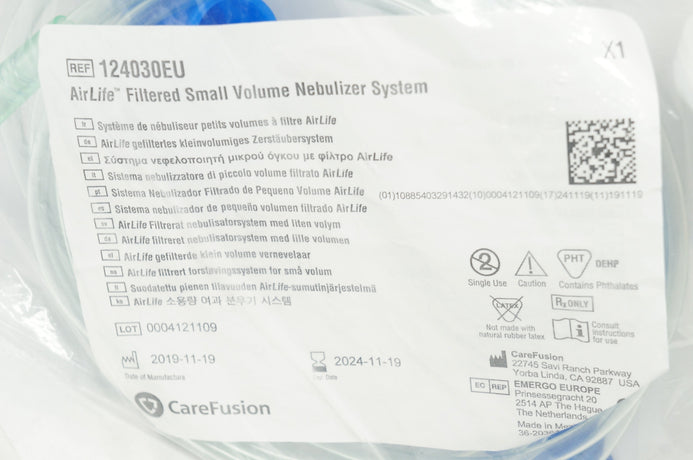 REF 124030EU
X1
AirLife™ Filtered Small Volume Nebulizer System
fr Système de nébuliseur petits volumes à filtre AirLife
de AirLife gefiltertes kleinvolumiges Zerstäubersystem
el Σύστημα νεφελοποιητή μικρού όγκου με φίλτρο AirLife
it Sistema nebulizzatore di piccolo volume filtrato AirLife
pt Sistema Nebulizador Filtrado de Pequeno Volume AirLife
es Sistema nebulizador de pequeño volumen filtrado AirLife
sv AirLife Filtrerat nebulisatorsystem med liten volym
da AirLife filtreret nebulisatorsystem med lille volumen
nl AirLife gefilterde klein volume vernevelaar
no AirLife filtrert forstøvingssystem for små volum
fi Suodatettu pienen tilavuuden AirLife-sumutinjärjestelmä
ko AirLife 소용량 여과 분무기 시스템
(01)10885403291432(10)0004121109(17)241119(11)191119
2
Single Use
Caution
PHT DEHP
Contains Phthalates
LATEX
Not made with
natural rubber latex
Rx ONLY
Consult
instructions
for use
LOT 0004121109
2019-11-19
Date of Manufacture
2024-11-19
Exp Date
CareFusion
CareFusion
22745 Savi Ranch Parkway
Yorba Linda, CA 92887 USA
EC REP EMERGO EUROPE
Prinsessegracht 20
2514 AP The Hague
The Netherlands
Made in